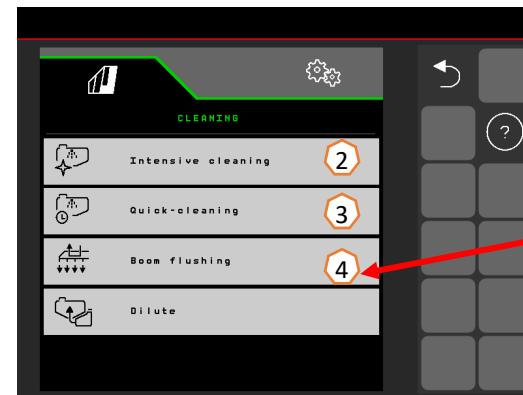 CLEANING
?
Intensive cleaning 2
Quick-cleaning 3
Boom flushing 4
Dilute